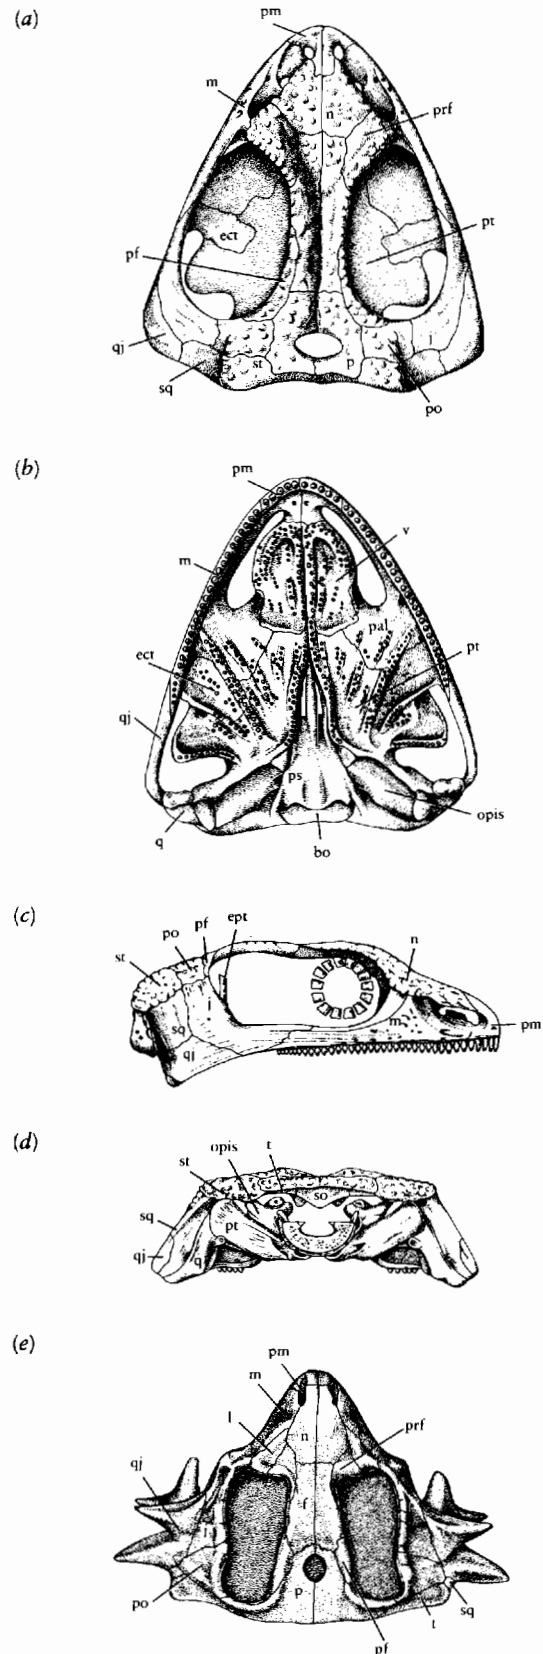 (a)
pm
m
n
prf
ect
pf
pt
qj
st
p
j
sq
po
(b)
pm
m
v
pal
ect
pt
qj
ps
q
opis
bo
(c)
ept
pf
po
st
n
j
sq
m
pm
qj
(d)
opis
t
st
so
sq
pt
qj
q
(e)
pm
m
l
n
prf
qj
f
j
p
po
sq
t
pf